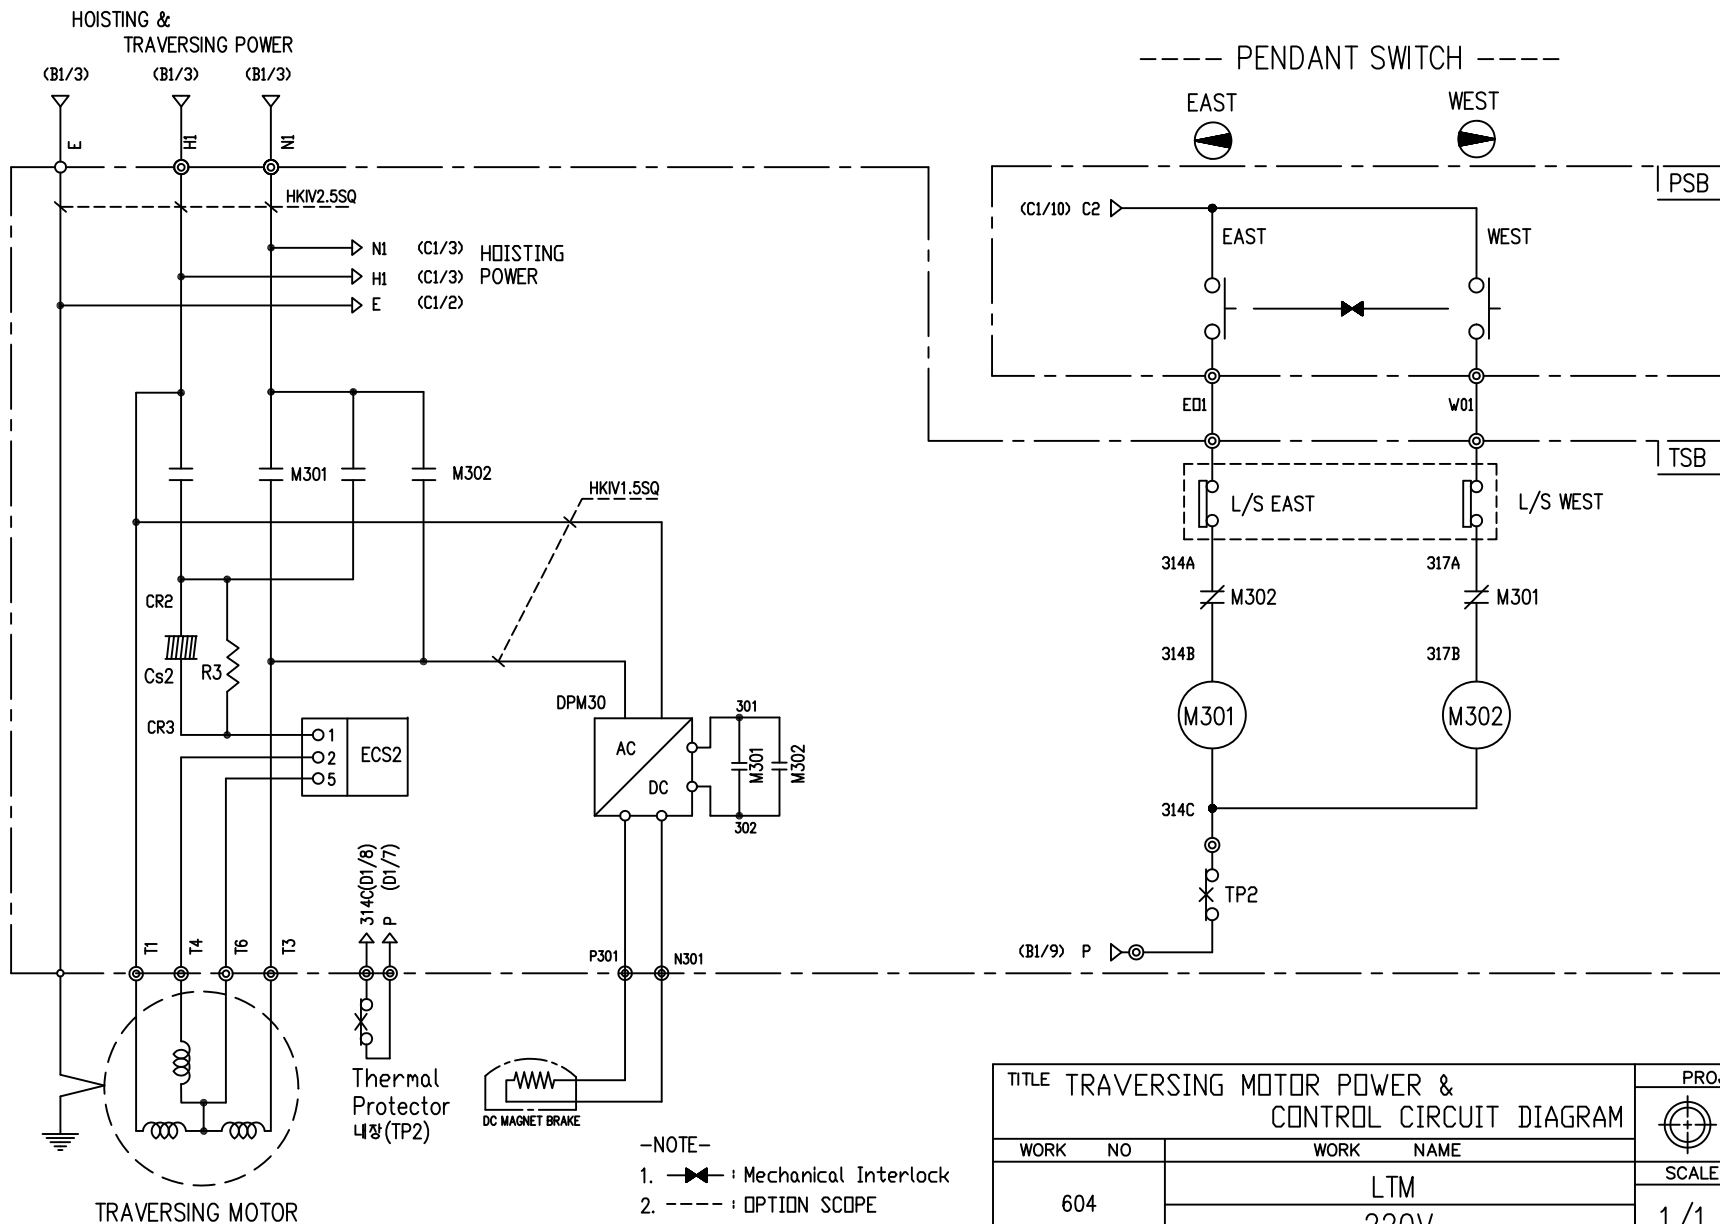 HOISTING &
TRAVERSING POWER
(B1/3) (B1/3) (B1/3)
E H1 N1
HKIV2.5SQ
N1 (C1/3) HOISTING
H1 (C1/3) POWER
E (C1/2)
M301 M302
HKIV1.5SQ
CR2
Cs2 R3
CR3
1
2 ECS2
5
DPM30
AC
DC
301
M301 M302
302
314C(D1/8)
P (D1/7)
T1 T4 T6 T3
P301 N301
Thermal
Protector
내장(TP2)
DC MAGNET BRAKE
TRAVERSING MOTOR
-NOTE-
1. : Mechanical Interlock
2. ---- : OPTION SCOPE
---- PENDANT SWITCH ----
EAST WEST
PSB
(C1/10) C2
EAST WEST
E01 W01
TSB
L/S EAST L/S WEST
314A 317A
M302 M301
314B 317B
M301 M302
314C
TP2
(B1/9) P
TITLE TRAVERSING MOTOR POWER &
CONTROL CIRCUIT DIAGRAM
WORK NO WORK NAME
604 LTM
220V
PROJ
SCALE
1/1